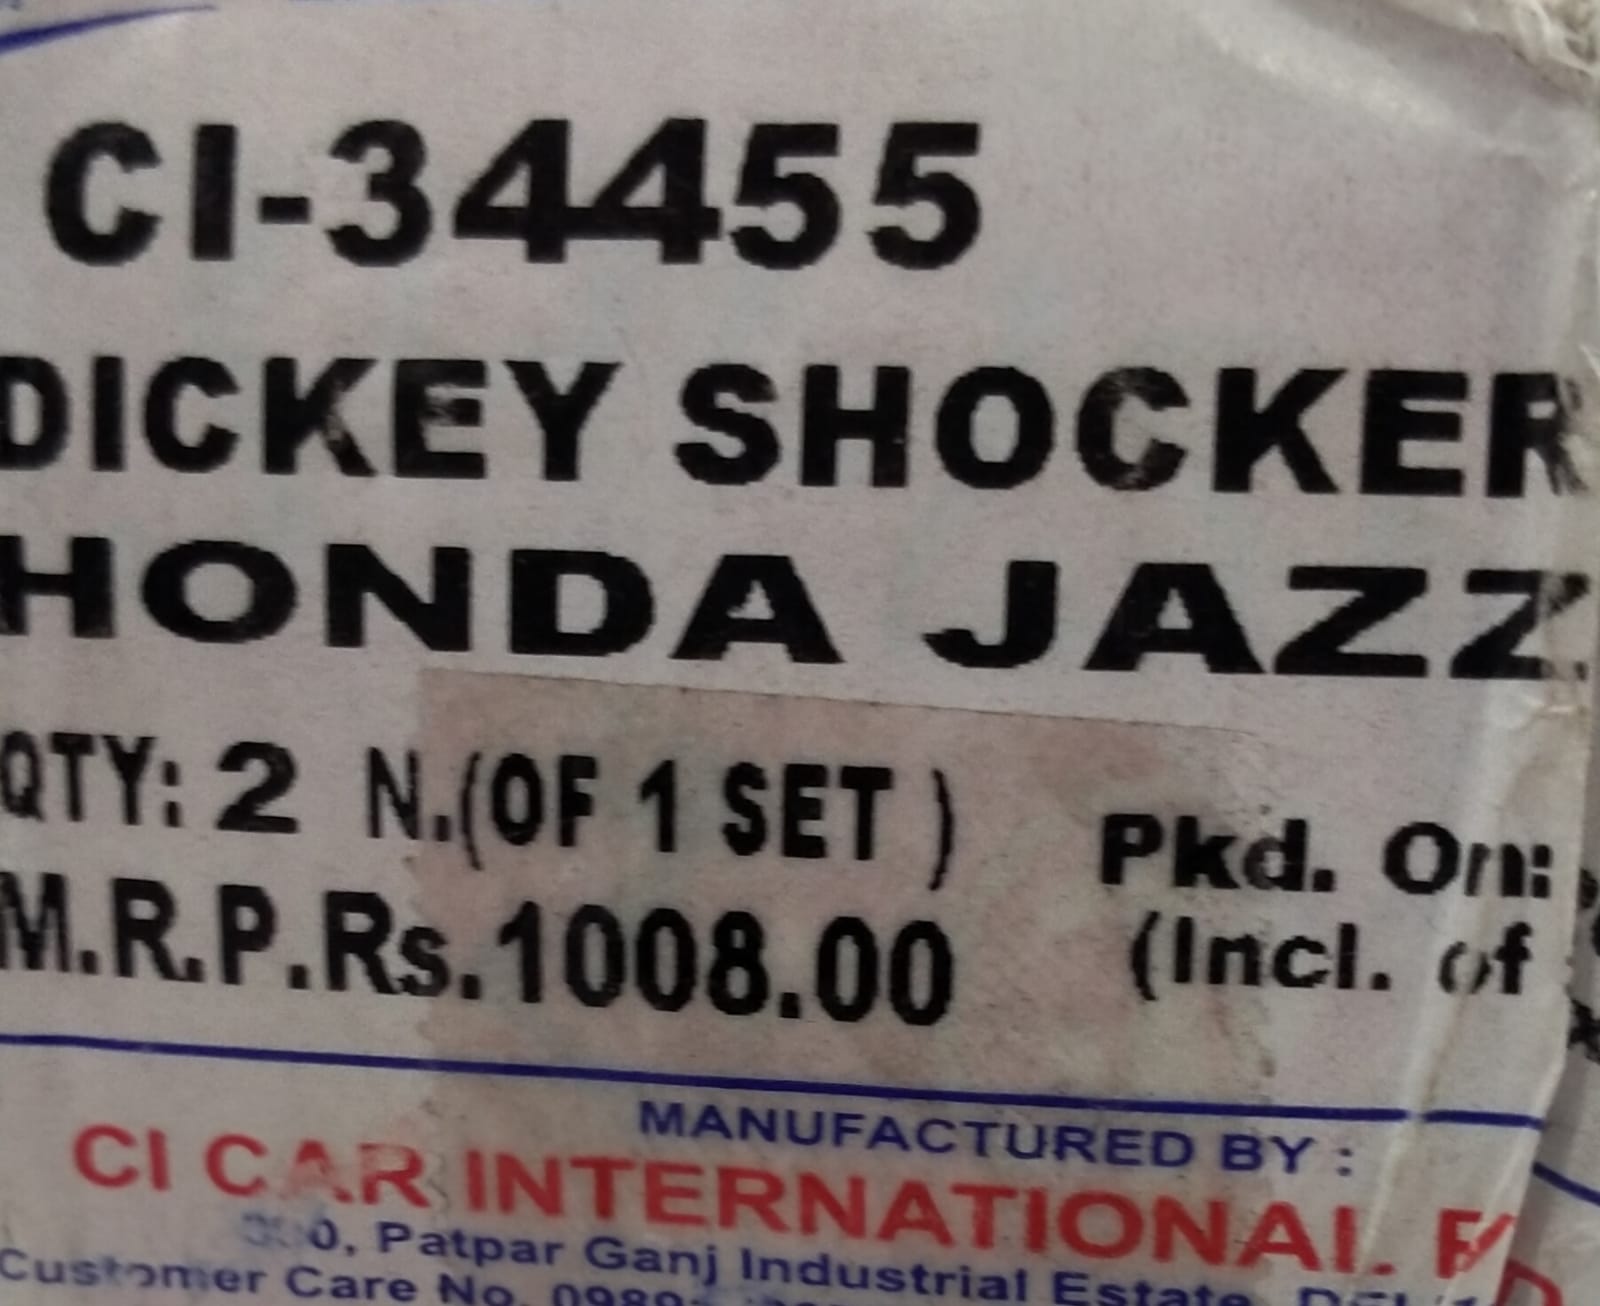 CI-34455
DICKEY SHOCKER
HONDA JAZZ
QTY: 2 N.(OF 1 SET )
Pkd. On:
M.R.P.Rs.1008.00
(Incl. of
MANUFACTURED BY :
CI CAR INTERNATIONAL
Patpar Ganj Industrial Estate,
Customer Care No.